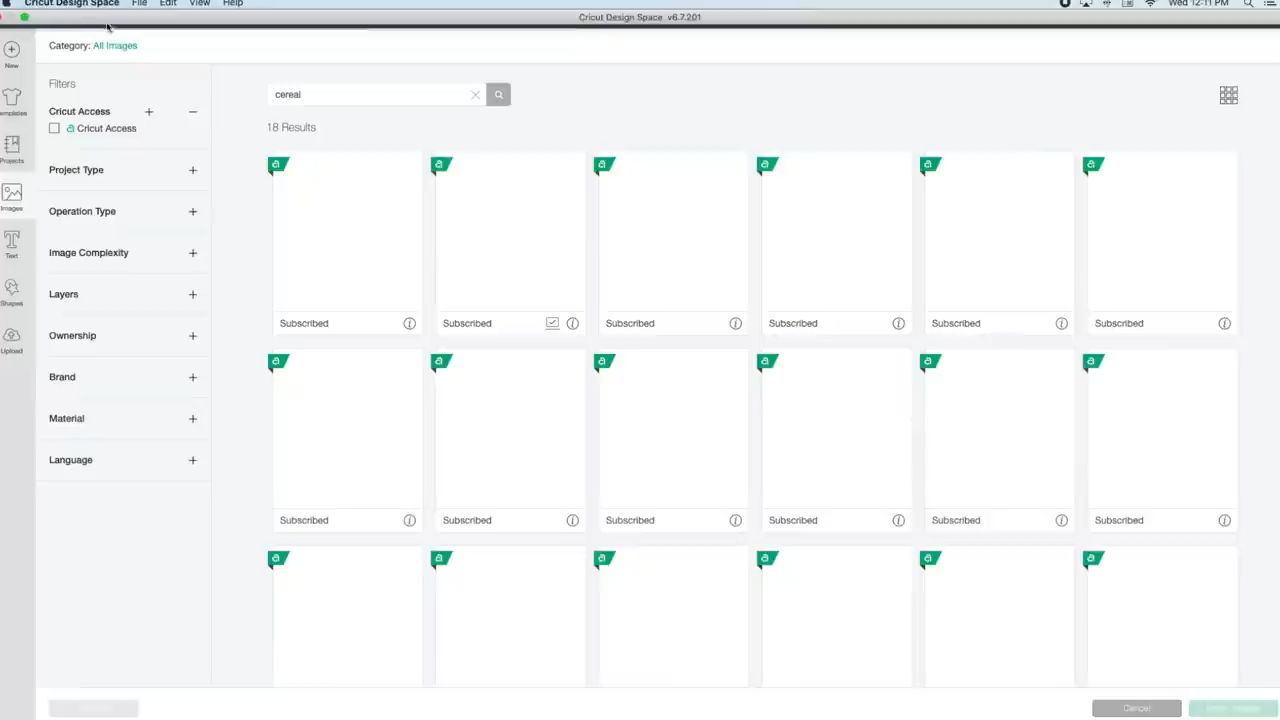 Cricut Design Space File Edit View Help Wed 12:11 PM
Cricut Design Space v6.7.201
Category: All Images
New
Templates
Projects
Images
Text
Shapes
Upload
Filters
Cricut Access
Cricut Access
Project Type
Operation Type
Image Complexity
Layers
Ownership
Brand
Material
Language
cereal
18 Results
Subscribed Subscribed Subscribed Subscribed Subscribed Subscribed
Subscribed Subscribed Subscribed Subscribed Subscribed Subscribed
Cancel